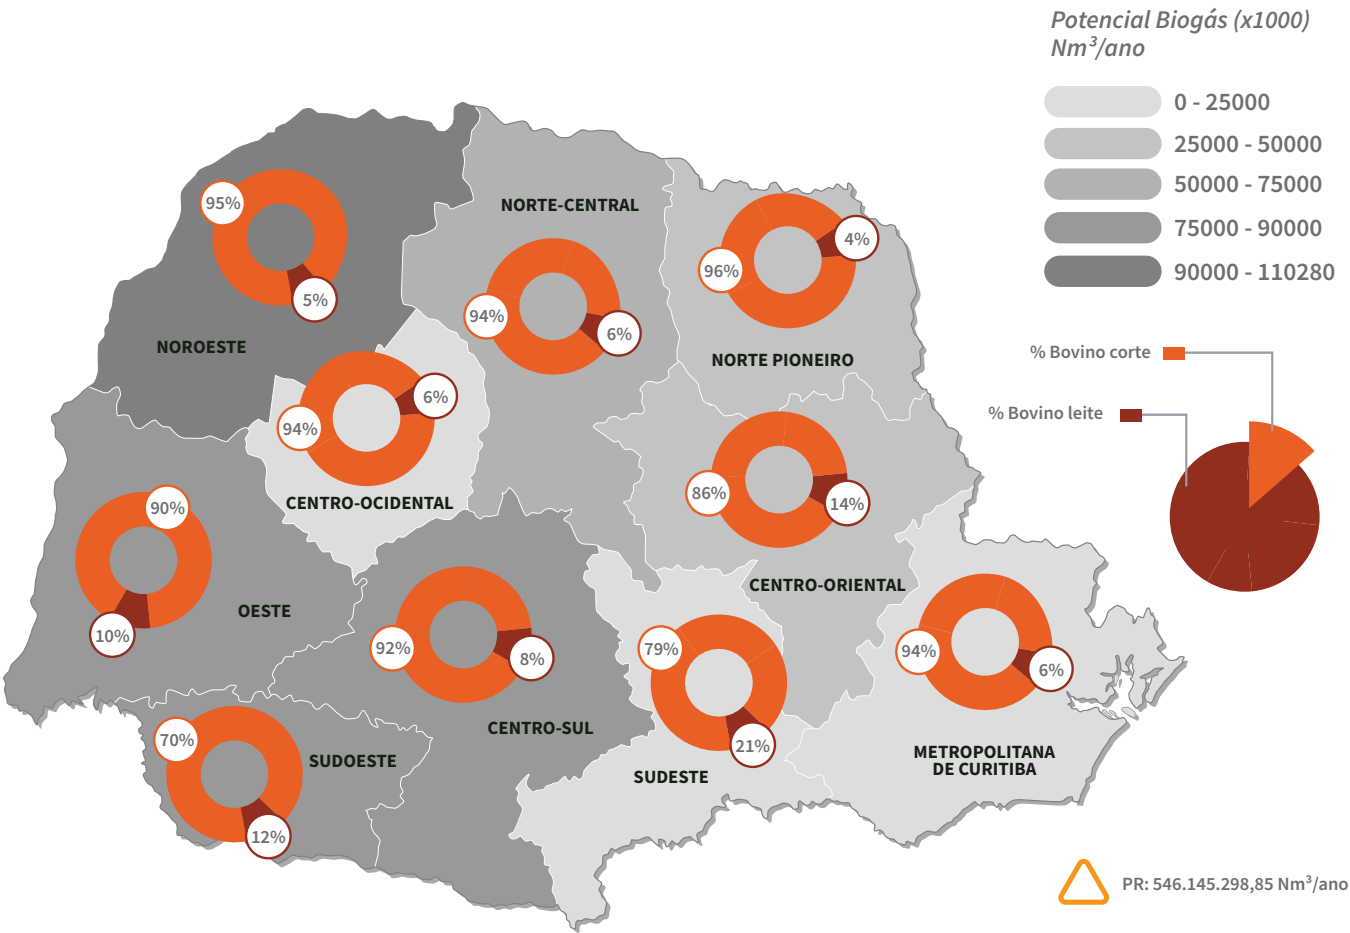 Potencial Biogás (x1000)
Nm³/ano
0 - 25000
25000 - 50000
50000 - 75000
75000 - 90000
90000 - 110280
% Bovino corte
% Bovino leite
95%
5%
NOROESTE
NORTE-CENTRAL
94%
6%
4%
96%
NORTE PIONEIRO
6%
94%
CENTRO-OCIDENTAL
90%
10%
OESTE
86%
14%
CENTRO-ORIENTAL
92%
8%
CENTRO-SUL
79%
21%
SUDESTE
94%
6%
METROPOLITANA
DE CURITIBA
70%
12%
SUDOESTE
PR: 546.145.298,85 Nm³/ano